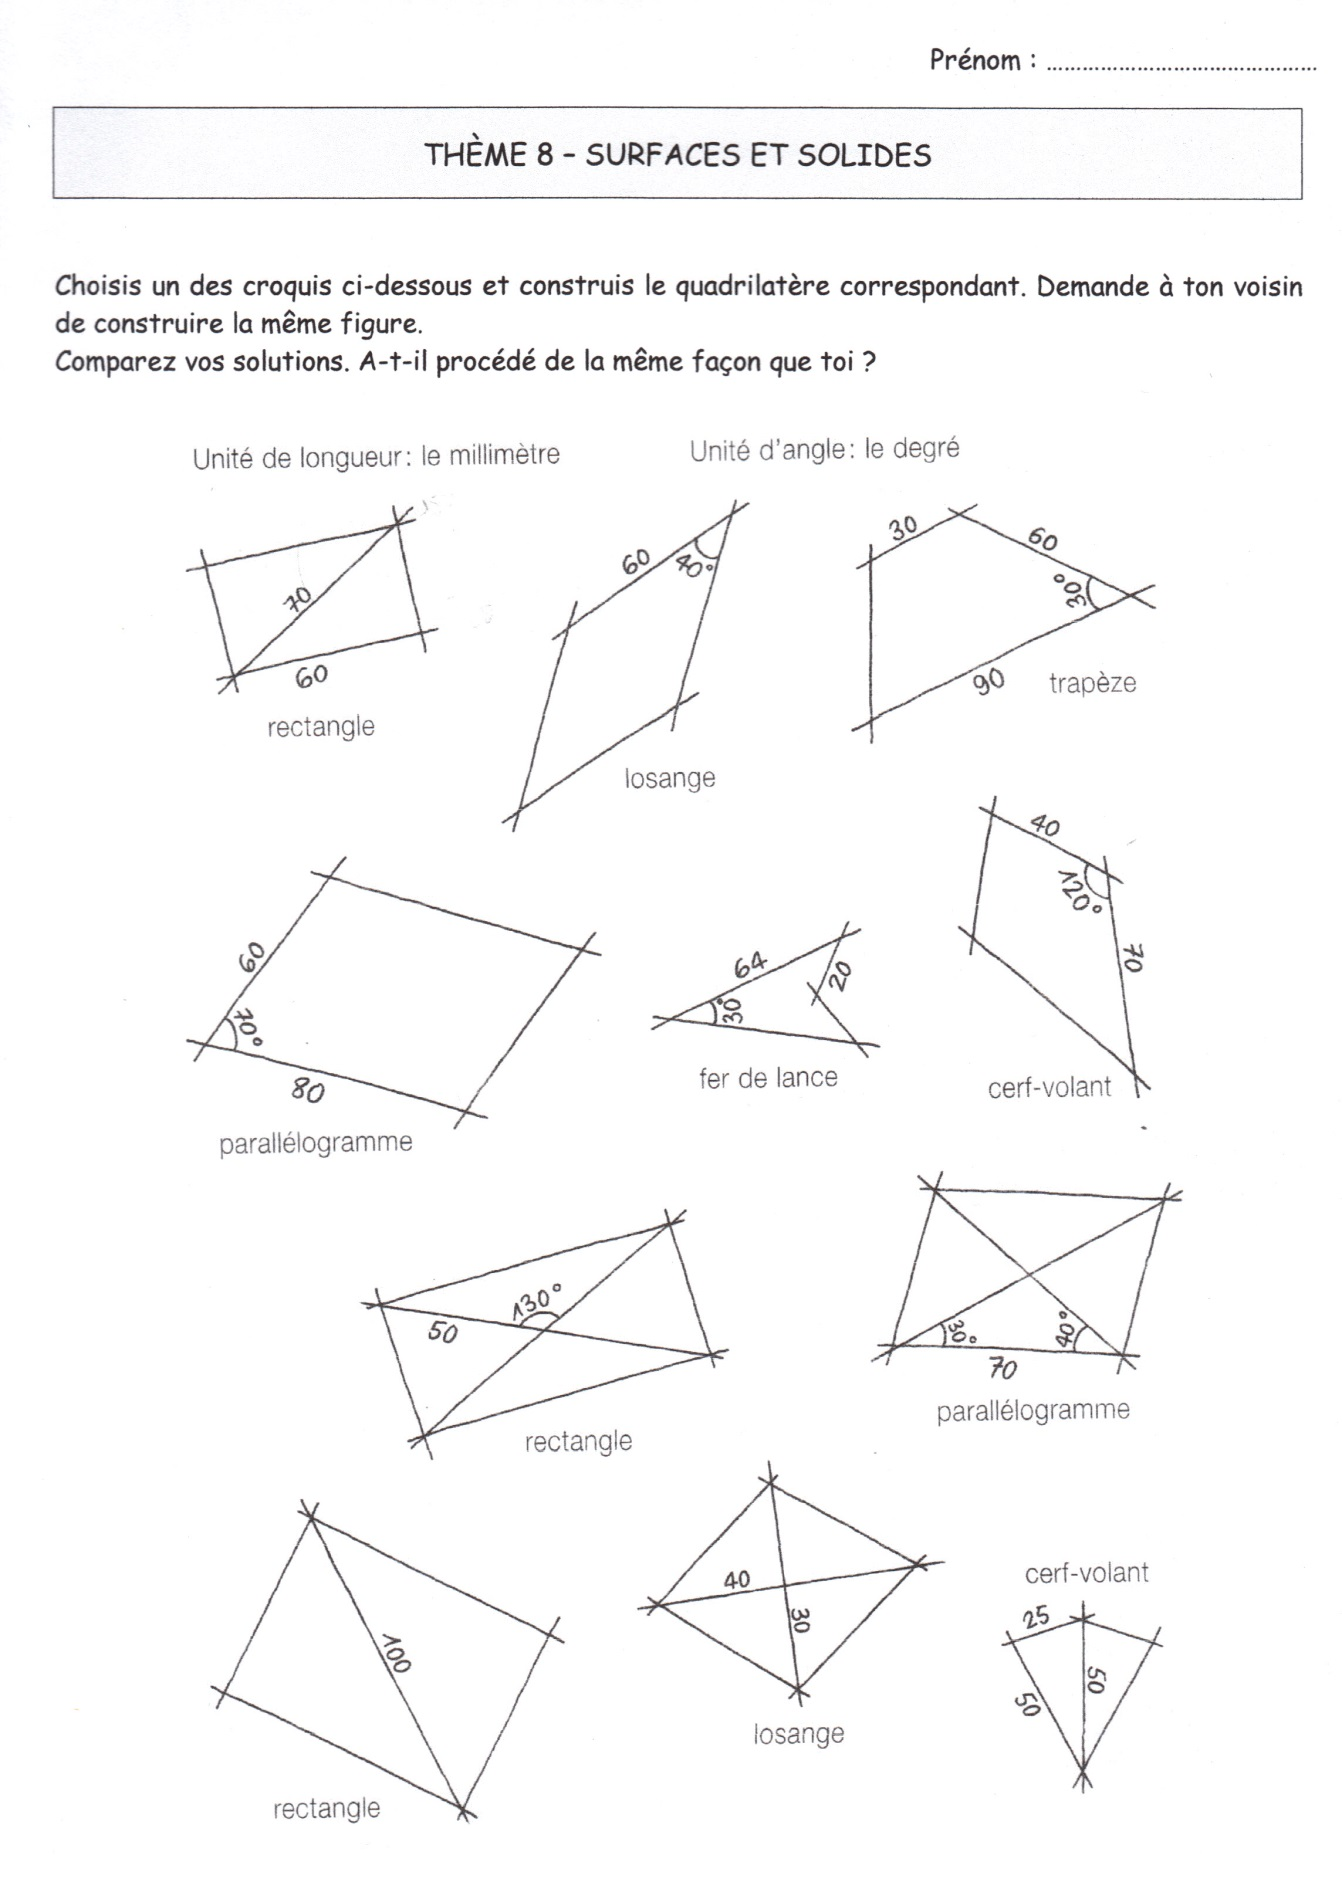 Prénom : ............................................
THÈME 8 - SURFACES ET SOLIDES
Choisis un des croquis ci-dessous et construis le quadrilatère correspondant. Demande à ton voisin
de construire la même figure.
Comparez vos solutions. A-t-il procédé de la même façon que toi ?
Unité de longueur: le millimètre
Unité d'angle: le degré
70
60
rectangle
60
40°
losange
30
60
30°
90
trapèze
60
70°
80
parallélogramme
64
30°
20
fer de lance
40
120°
70
cerf-volant
130°
50
rectangle
30°
40°
70
parallélogramme
100
rectangle
40
30
losange
cerf-volant
25
50
50